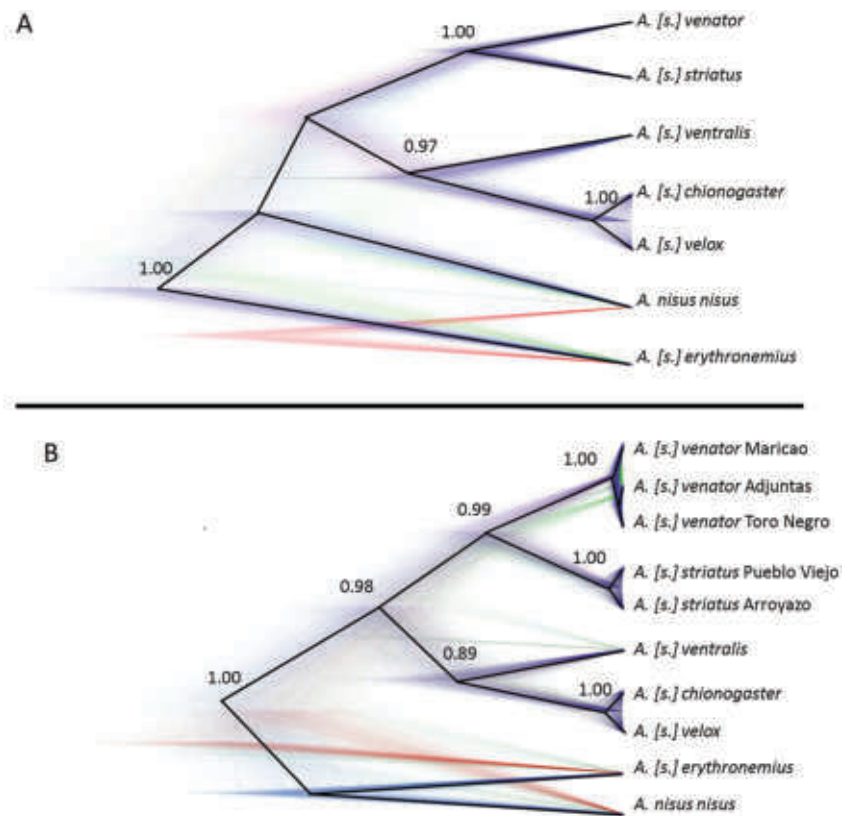 A
1.00
A. [s.] venator
A. [s.] striatus
0.97
A. [s.] ventralis
1.00
A. [s.] chionogaster
A. [s.] velox
1.00
A. nisus nisus
A. [s.] erythronemius
B
1.00
A. [s.] venator Maricao
A. [s.] venator Adjuntas
A. [s.] venator Toro Negro
0.99
1.00
A. [s.] striatus Pueblo Viejo
A. [s.] striatus Arroyazo
0.98
A. [s.] ventralis
0.89
1.00
A. [s.] chionogaster
A. [s.] velox
1.00
A. [s.] erythronemius
A. nisus nisus